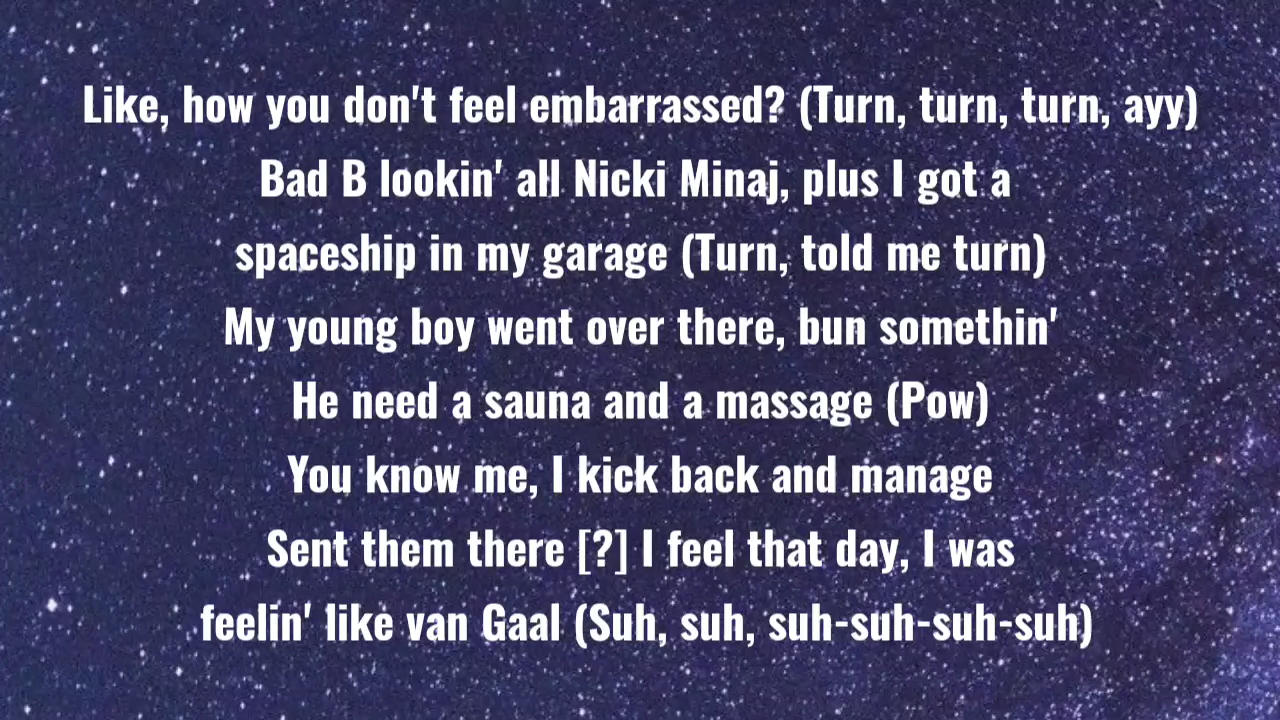 Like, how you don't feel embarrassed? (Turn, turn, turn, ayy)
Bad B lookin' all Nicki Minaj, plus I got a
spaceship in my garage (Turn, told me turn)
My young boy went over there, bun somethin'
He need a sauna and a massage (Pow)
You know me, I kick back and manage
Sent them there [?] I feel that day, I was
feelin' like van Gaal (Suh, suh, suh-suh-suh-suh)